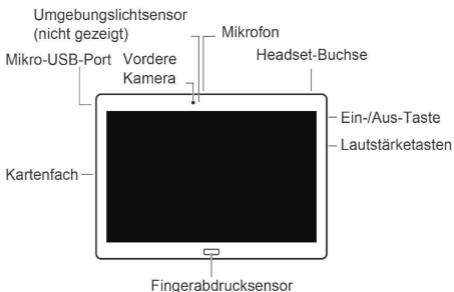 Umgebungslichtsensor
(nicht gezeigt)
Mikrofon
Mikro-USB-Port
Vordere
Kamera
Headset-Buchse
Ein-/Aus-Taste
Lautstärketasten
Kartenfach
Fingerabdrucksensor